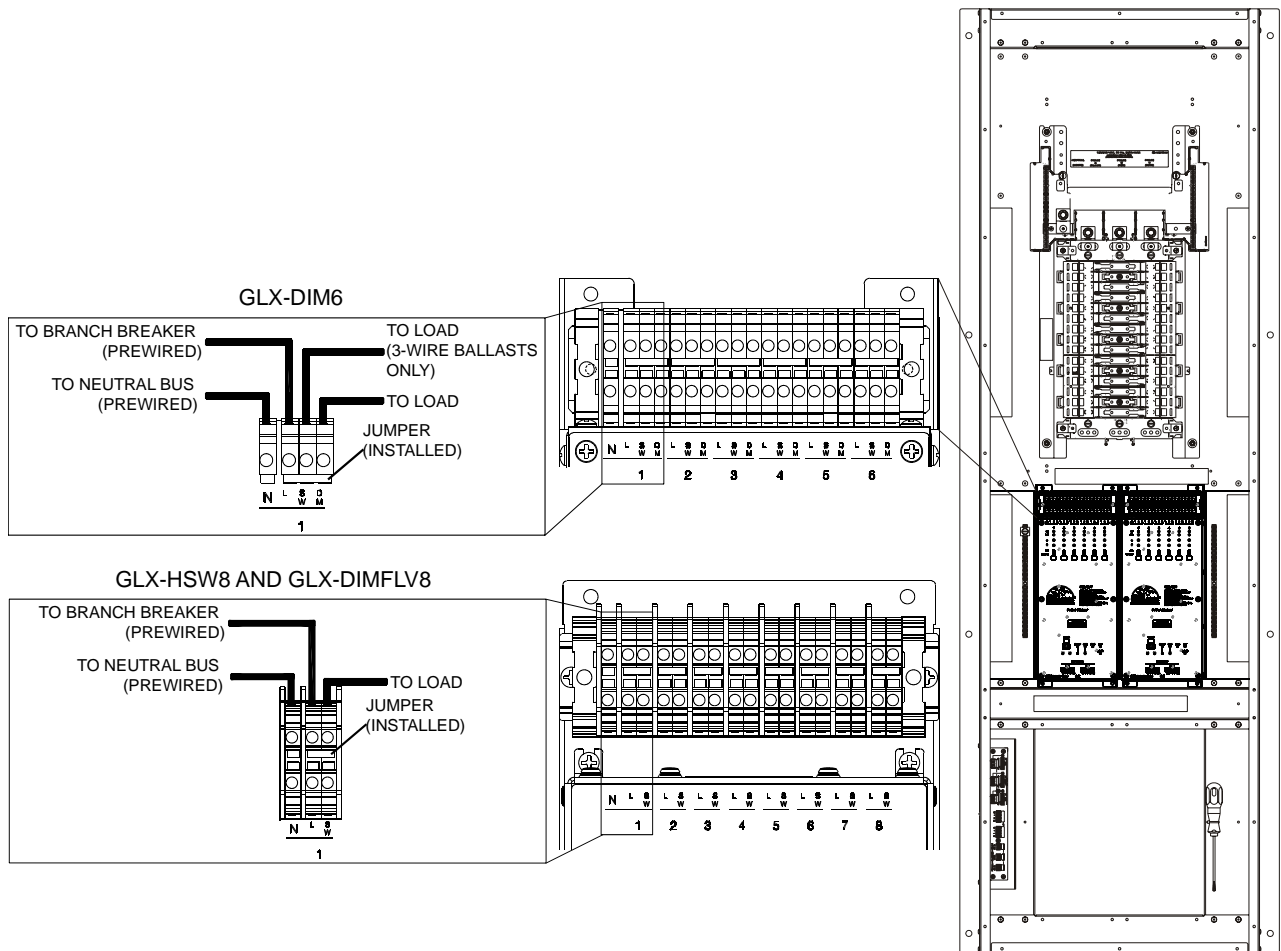 GLX-DIM6
TO BRANCH BREAKER
(PREWIRED)
TO LOAD
(3-WIRE BALLASTS
ONLY)
TO NEUTRAL BUS
(PREWIRED)
TO LOAD
JUMPER
(INSTALLED)
N L SW DM
1
N L SW DM L SW DM L SW DM L SW DM L SW DM L SW DM
1 2 3 4 5 6
GLX-HSW8 AND GLX-DIMFLV8
TO BRANCH BREAKER
(PREWIRED)
TO NEUTRAL BUS
(PREWIRED)
TO LOAD
JUMPER
(INSTALLED)
N L SW
1
N L SW L SW L SW L SW L SW L SW L SW L SW
1 2 3 4 5 6 7 8